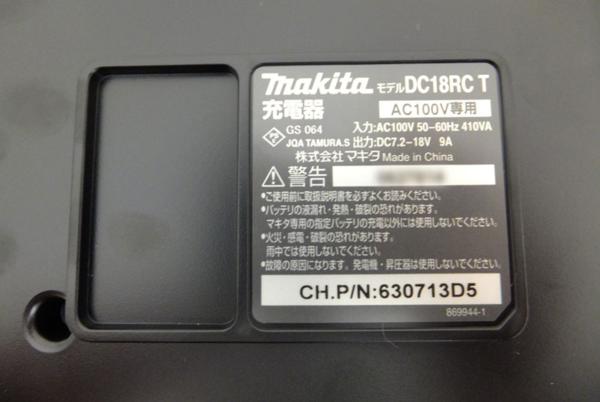 makita モデル DC18RC T
充電器 AC100V専用
PSE GS 064 入力:AC100V 50-60Hz 410VA
JQA TAMURA.S 出力:DC7.2-18V 9A
株式会社マキタ Made in China
警告
•ご使用前に取扱説明書を必ずよくお読みください。
•バッテリの液漏れ・発熱・破裂の恐れがあります。
マキタ専用の指定バッテリの充電以外には使用しないでください。
•火災・感電・破裂の恐れがあります。
雨中では使用しないでください。
•故障の原因になります。発電機・昇圧器は使用しないでください。
CH.P/N:630713D5
869944-1